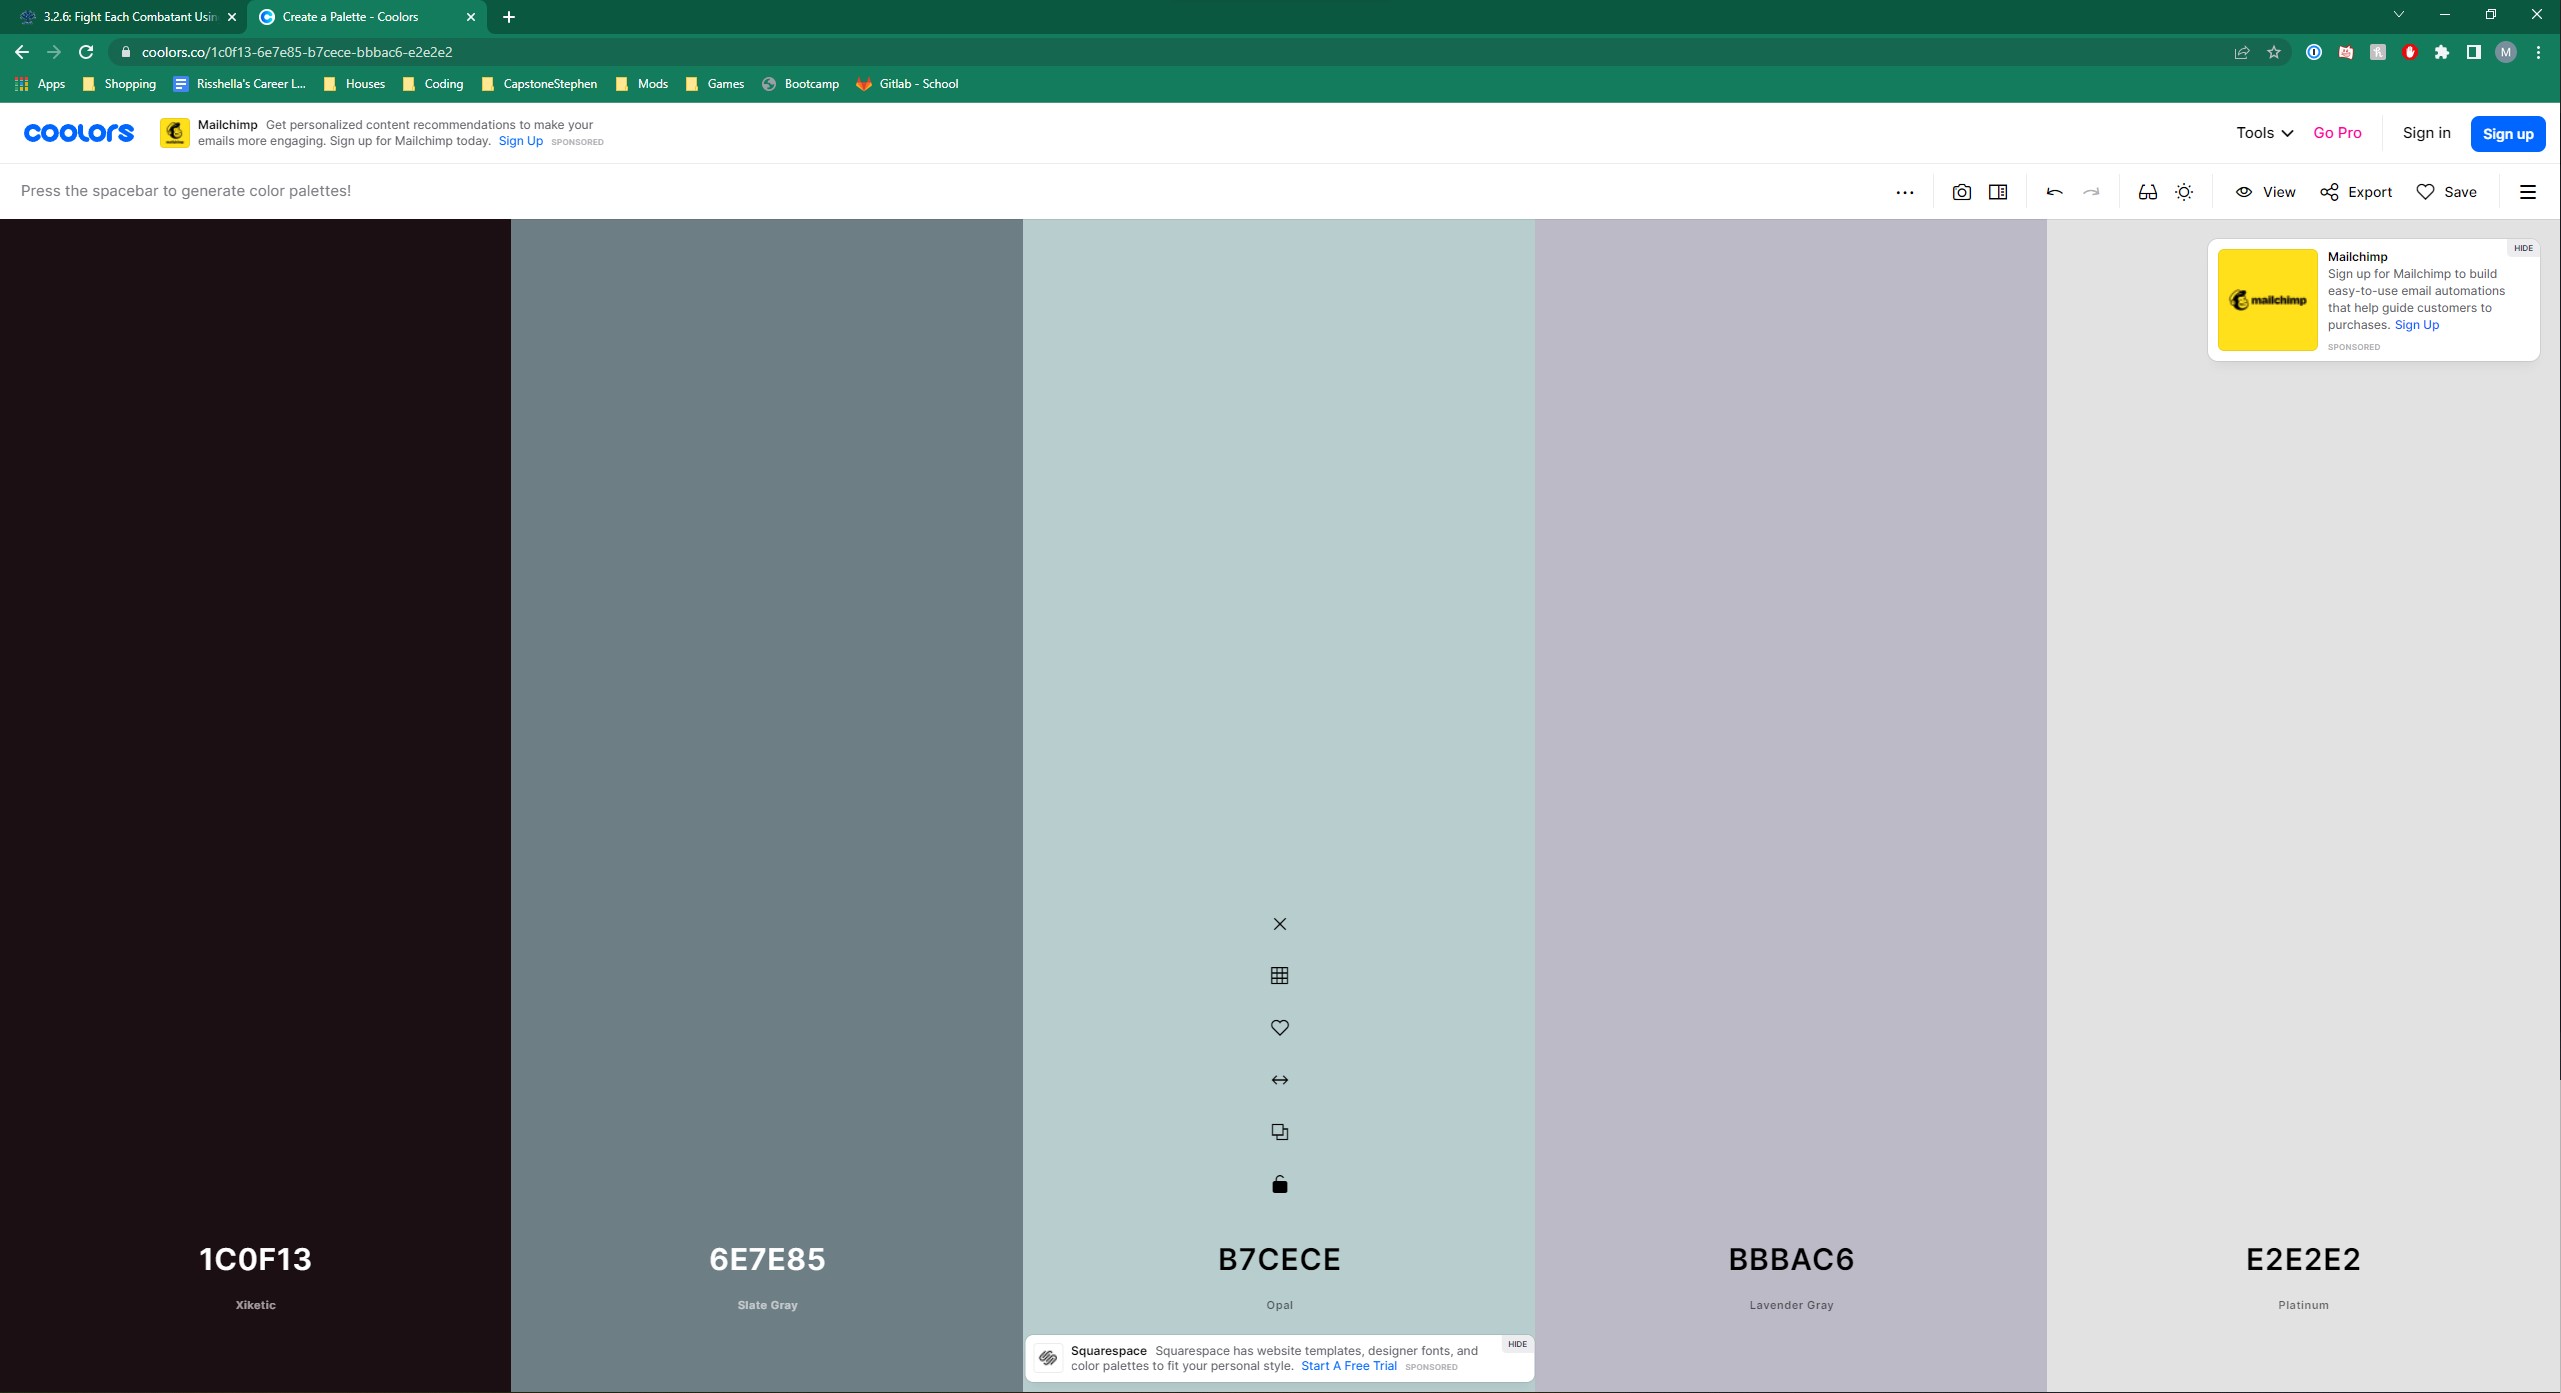 3.2.6: Fight Each Combatant Usin
Create a Palette - Coolors
coolors.co/1c0f13-6e7e85-b7cece-bbbac6-e2e2e2
M
Apps
Shopping
Risshella's Career L...
Houses
Coding
CapstoneStephen
Mods
Games
Bootcamp
Gitlab - School
coolors
Mailchimp Get personalized content recommendations to make your
emails more engaging. Sign up for Mailchimp today. Sign Up SPONSORED
Tools
Go Pro
Sign in
Sign up
Press the spacebar to generate color palettes!
View
Export
Save
HIDE
mailchimp
Mailchimp
Sign up for Mailchimp to build
easy-to-use email automations
that help guide customers to
purchases. Sign Up
SPONSORED
1C0F13
Xiketic
6E7E85
Slate Gray
B7CECE
Opal
BBBAC6
Lavender Gray
E2E2E2
Platinum
HIDE
Squarespace Squarespace has website templates, designer fonts, and
color palettes to fit your personal style. Start A Free Trial SPONSORED